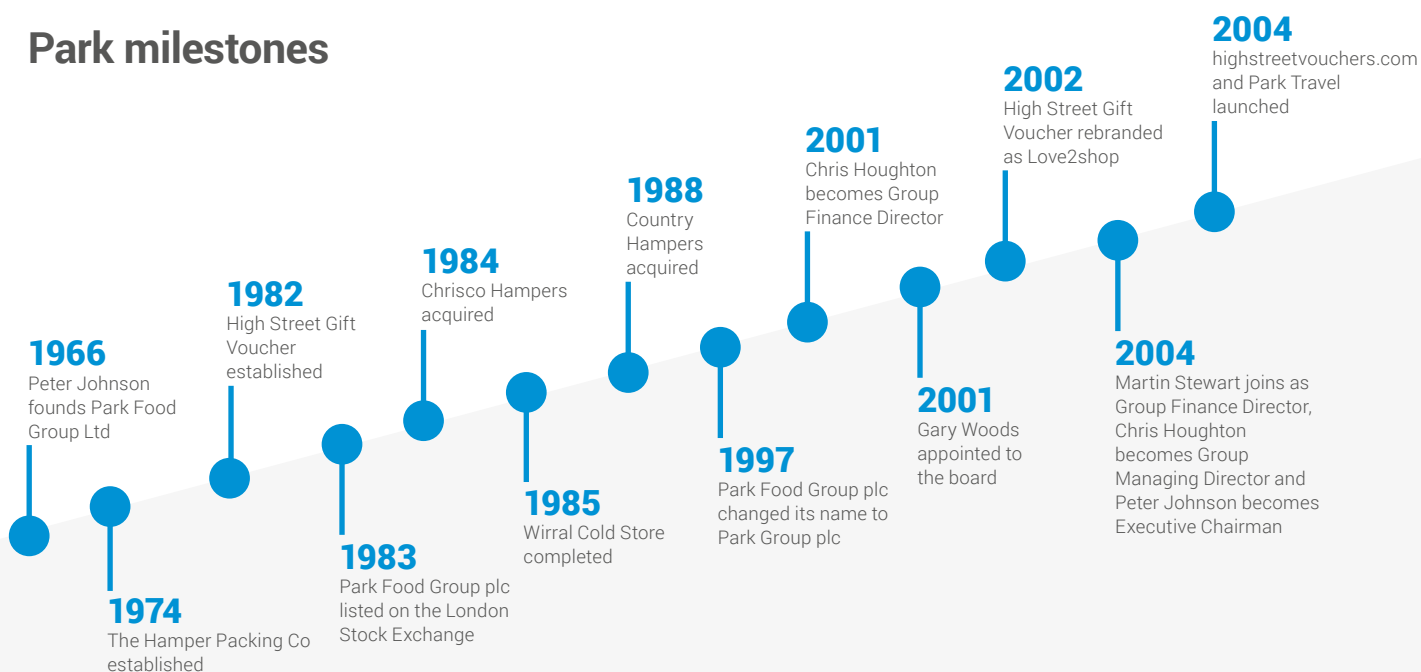 Park milestones
1966
Peter Johnson
founds Park Food
Group Ltd
1974
The Hamper Packing Co
established
1982
High Street Gift
Voucher
established
1983
Park Food Group plc
listed on the London
Stock Exchange
1984
Chrisco Hampers
acquired
1985
Wirral Cold Store
completed
1988
Country
Hampers
acquired
1997
Park Food Group plc
changed its name to
Park Group plc
2001
Chris Houghton
becomes Group
Finance Director
2001
Gary Woods
appointed to
the board
2002
High Street Gift
Voucher rebranded
as Love2shop
2004
Martin Stewart joins as
Group Finance Director,
Chris Houghton
becomes Group
Managing Director and
Peter Johnson becomes
Executive Chairman
2004
highstreetvouchers.com
and Park Travel
launched